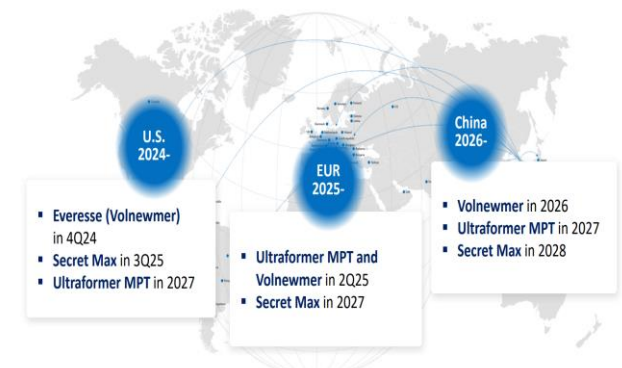 U.S.
2024-
Everesse (Volnewmer)
in 4Q24
Secret Max in 3Q25
Ultraformer MPT in 2027
EUR
2025-
Ultraformer MPT and
Volnewmer in 2Q25
Secret Max in 2027
China
2026-
Volnewmer in 2026
Ultraformer MPT in 2027
Secret Max in 2028